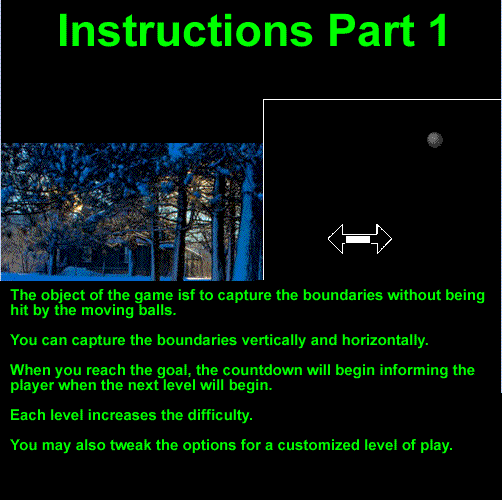 Instructions Part 1
The object of the game isf to capture the boundaries without being
hit by the moving balls.
You can capture the boundaries vertically and horizontally.
When you reach the goal, the countdown will begin informing the
player when the next level will begin.
Each level increases the difficulty.
You may also tweak the options for a customized level of play.